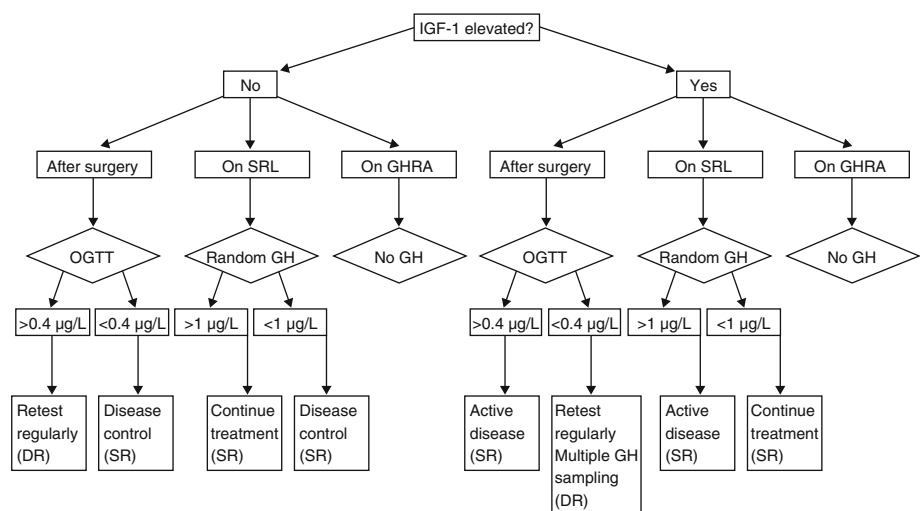 IGF-1 elevated?
No
Yes
After surgery
On SRL
On GHRA
After surgery
On SRL
On GHRA
OGTT
Random GH
No GH
OGTT
Random GH
No GH
>0.4 µg/L
<0.4 µg/L
>1 µg/L
<1 µg/L
>0.4 µg/L
<0.4 µg/L
>1 µg/L
<1 µg/L
Retest
regularly
(DR)
Disease
control
(SR)
Continue
treatment
(SR)
Disease
control
(SR)
Active
disease
(SR)
Retest
regularly
Multiple GH
sampling
(DR)
Active
disease
(SR)
Continue
treatment
(SR)